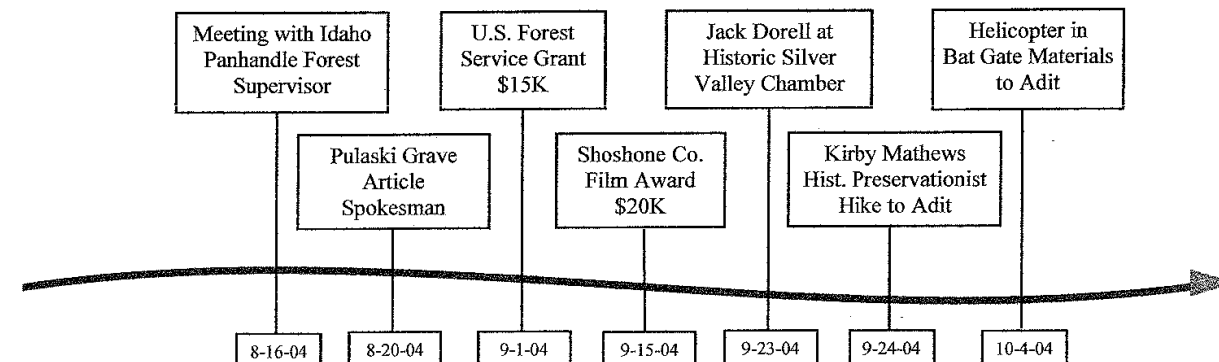 Meeting with Idaho
Panhandle Forest
Supervisor
U.S. Forest
Service Grant
$15K
Jack Dorell at
Historic Silver
Valley Chamber
Helicopter in
Bat Gate Materials
to Adit
Pulaski Grave
Article
Spokesman
Shoshone Co.
Film Award
$20K
Kirby Mathews
Hist. Preservationist
Hike to Adit
8-16-04
8-20-04
9-1-04
9-15-04
9-23-04
9-24-04
10-4-04